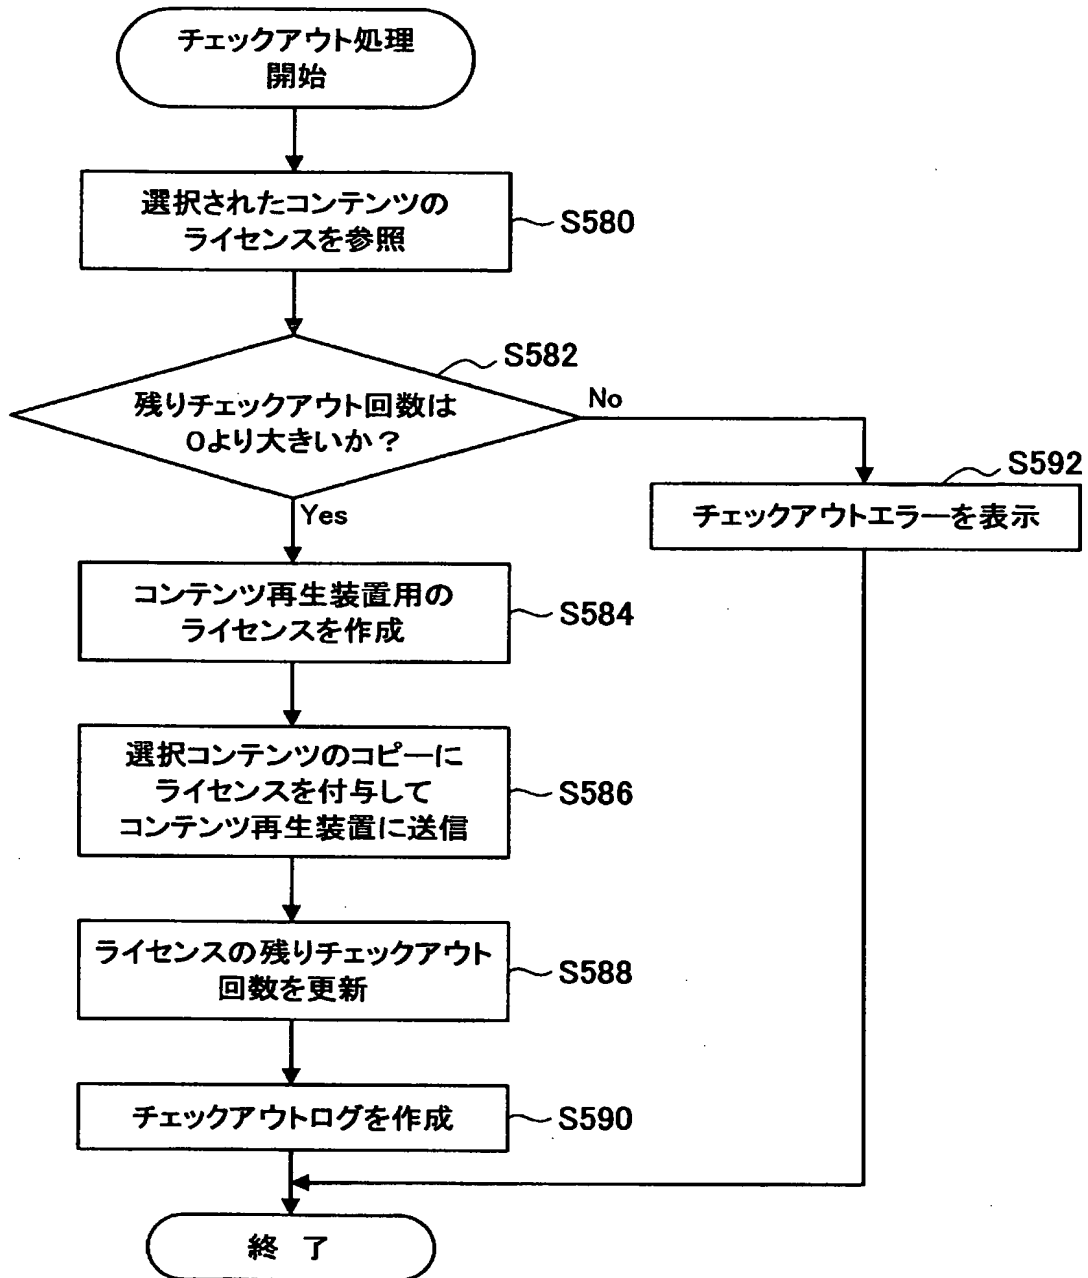 チェックアウト処理
開始
選択されたコンテンツの
ライセンスを参照
S580
S582
残りチェックアウト回数は
0より大きいか？
No
S592
チェックアウトエラーを表示
Yes
コンテンツ再生装置用の
ライセンスを作成
S584
選択コンテンツのコピーに
ライセンスを付与して
コンテンツ再生装置に送信
S586
ライセンスの残りチェックアウト
回数を更新
S588
チェックアウトログを作成
S590
終 了